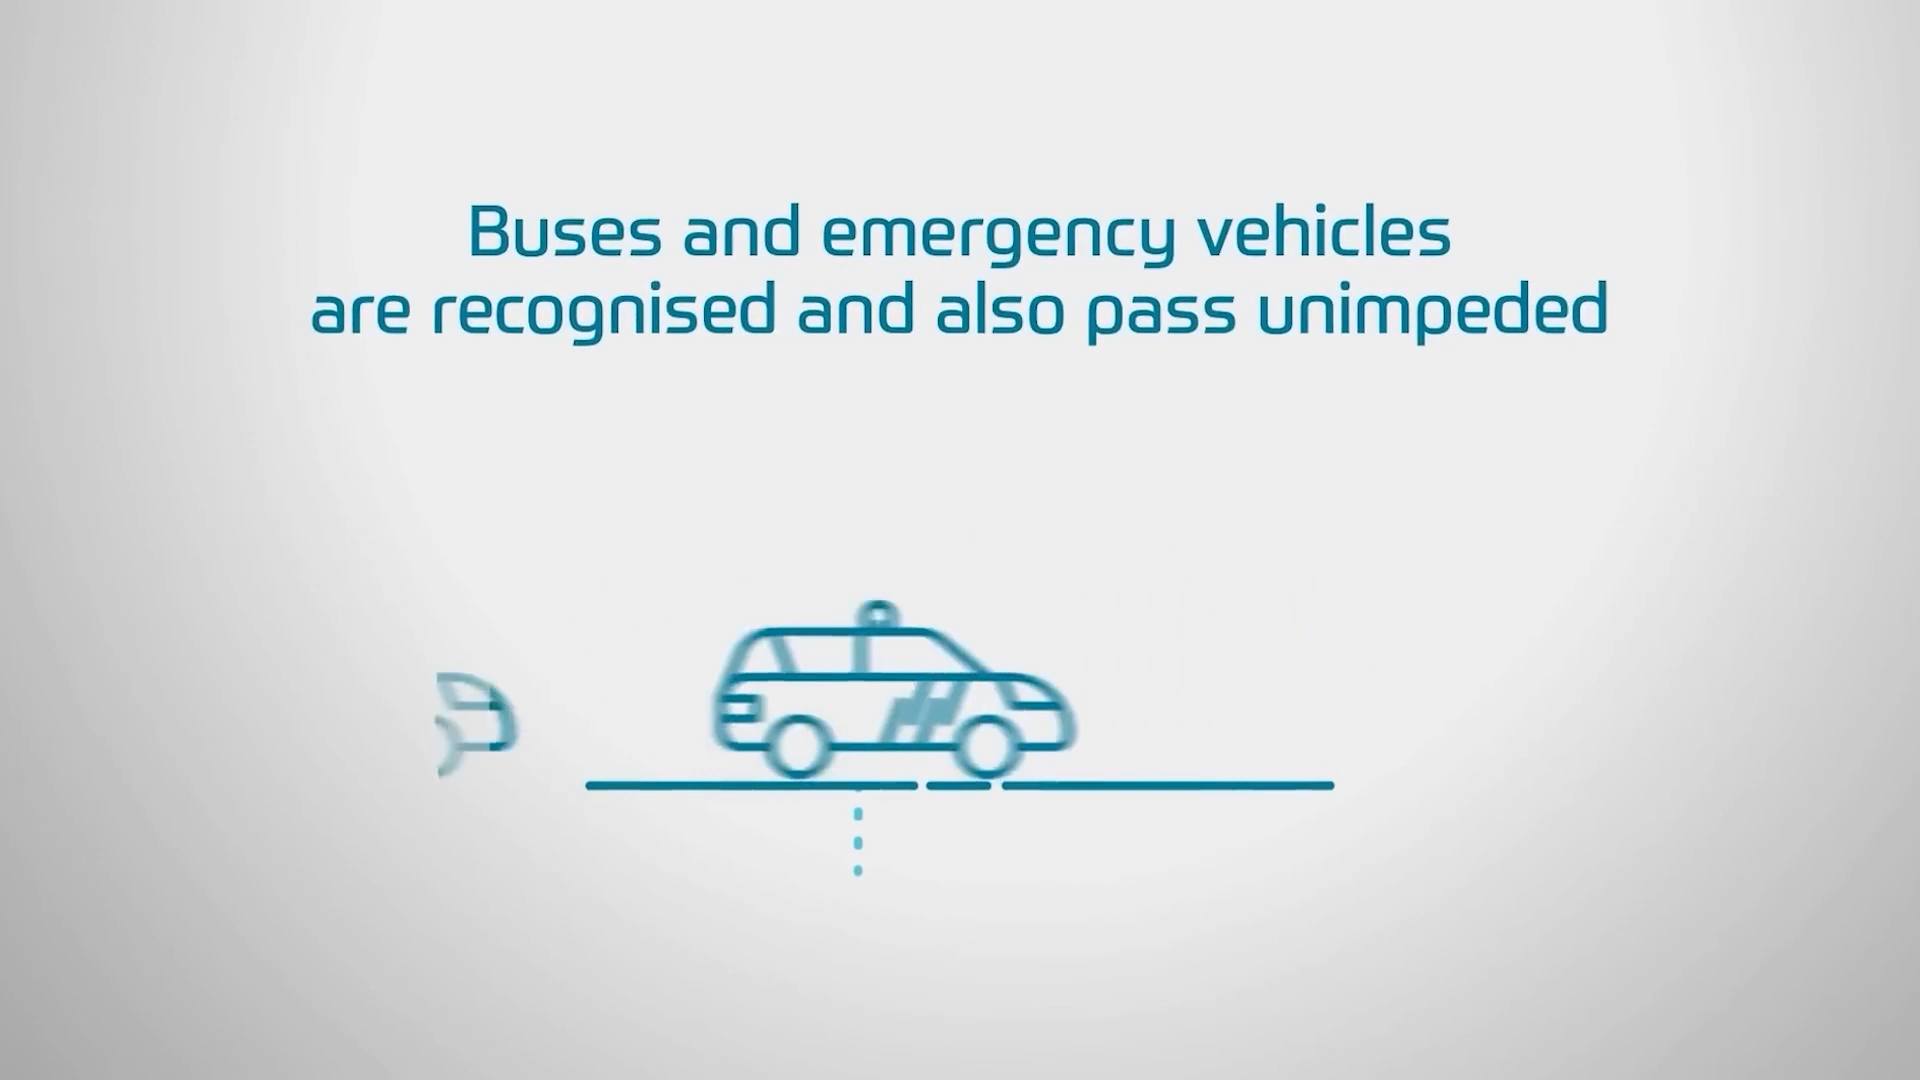 Buses and emergency vehicles
are recognised and also pass unimpeded